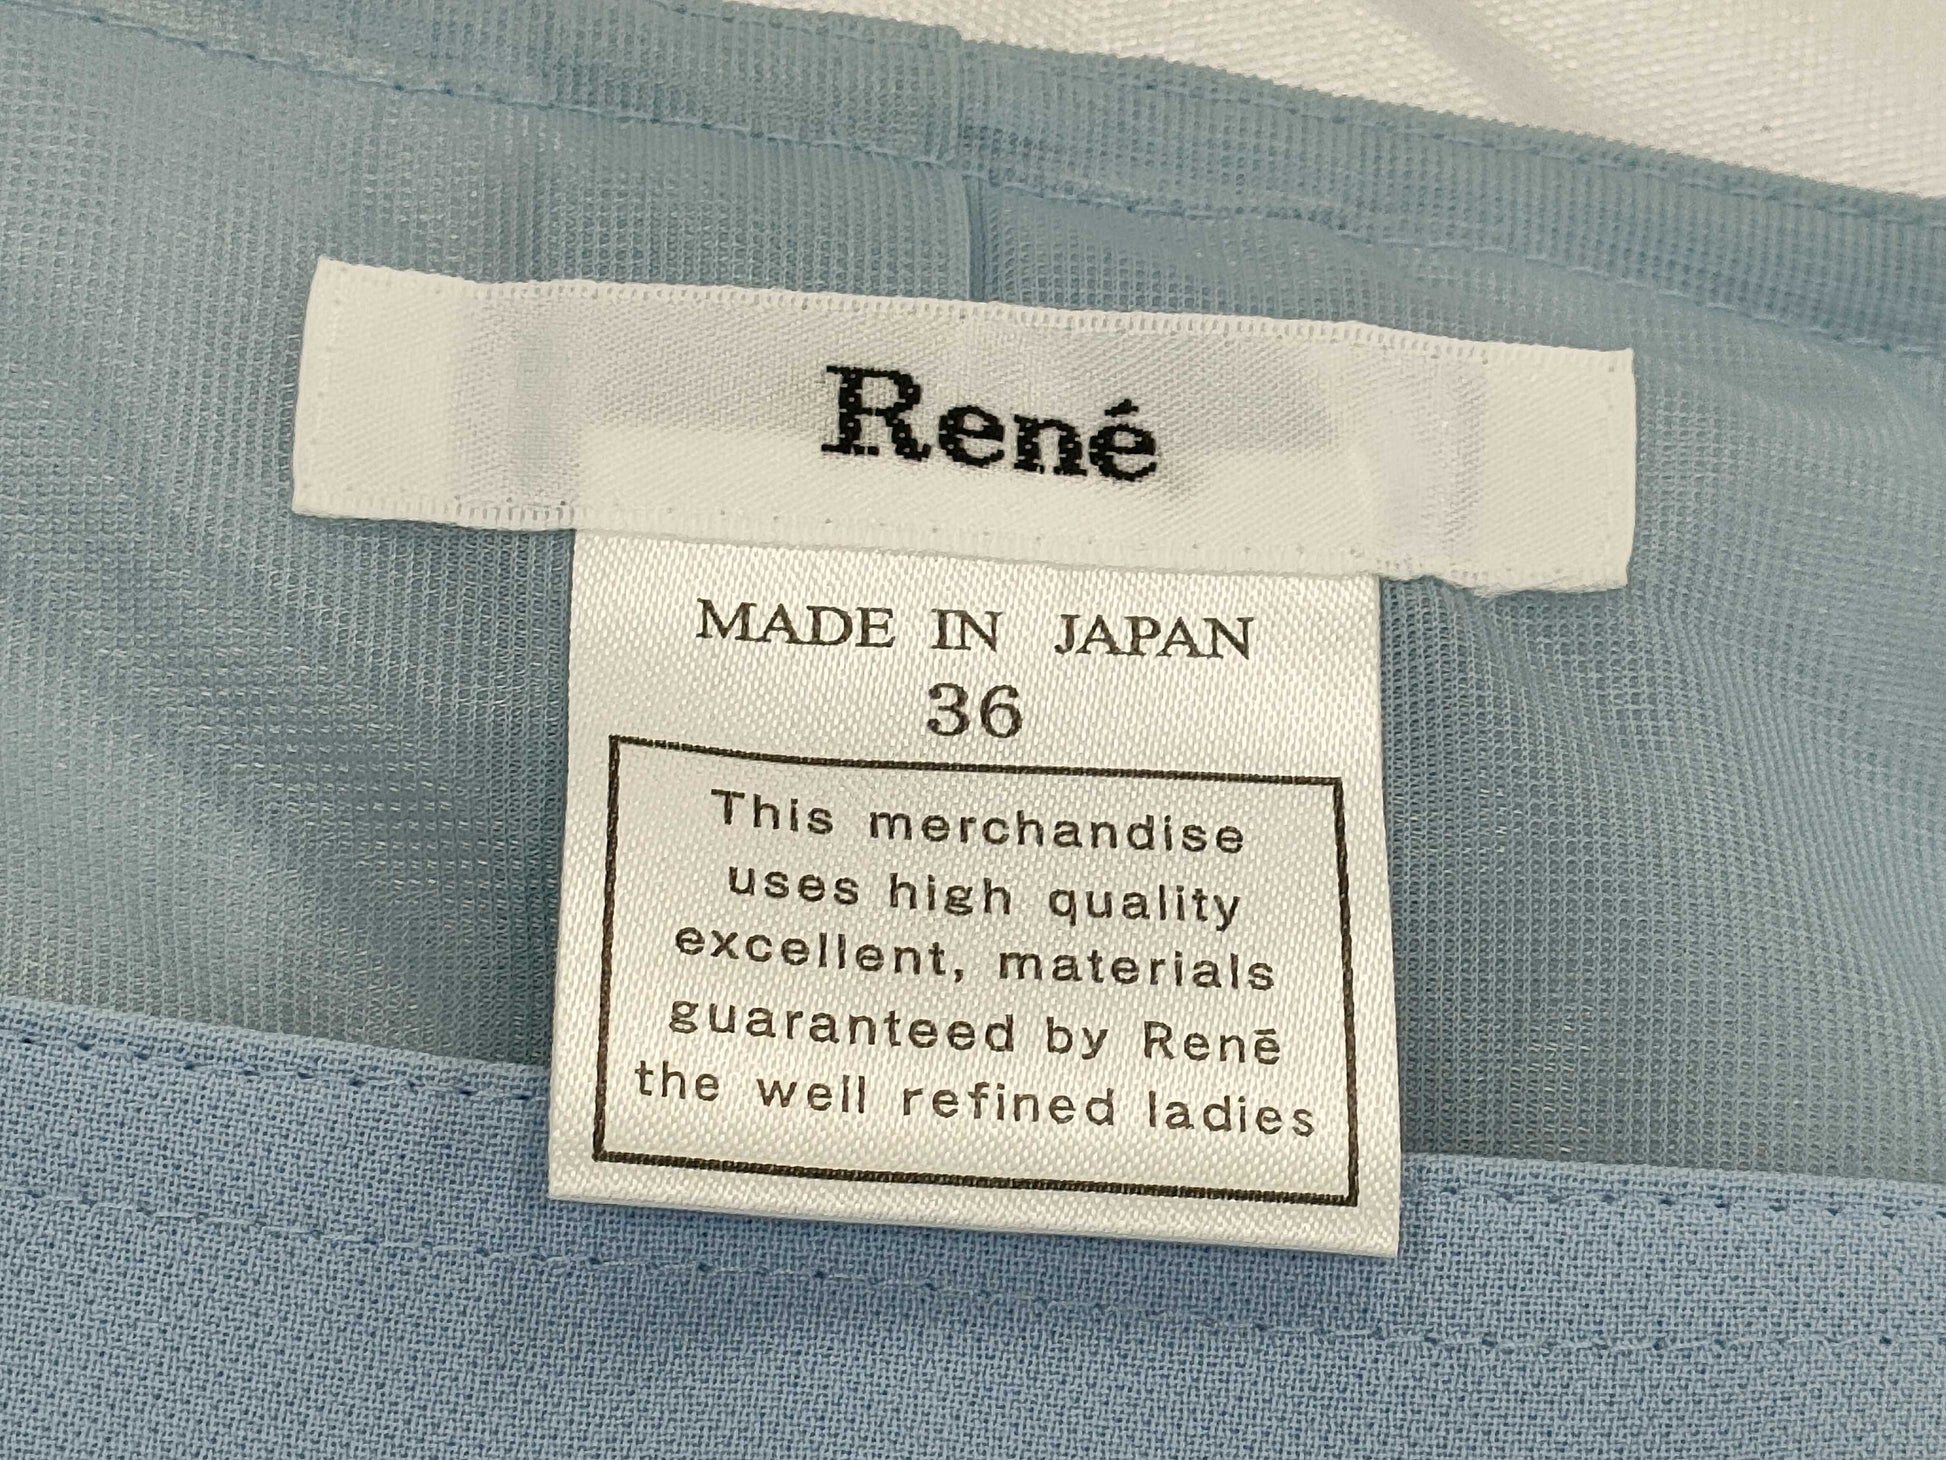 René
MADE IN JAPAN
36
This merchandise
uses high quality
excellent, materials
guaranteed by Renē
the well refined ladies